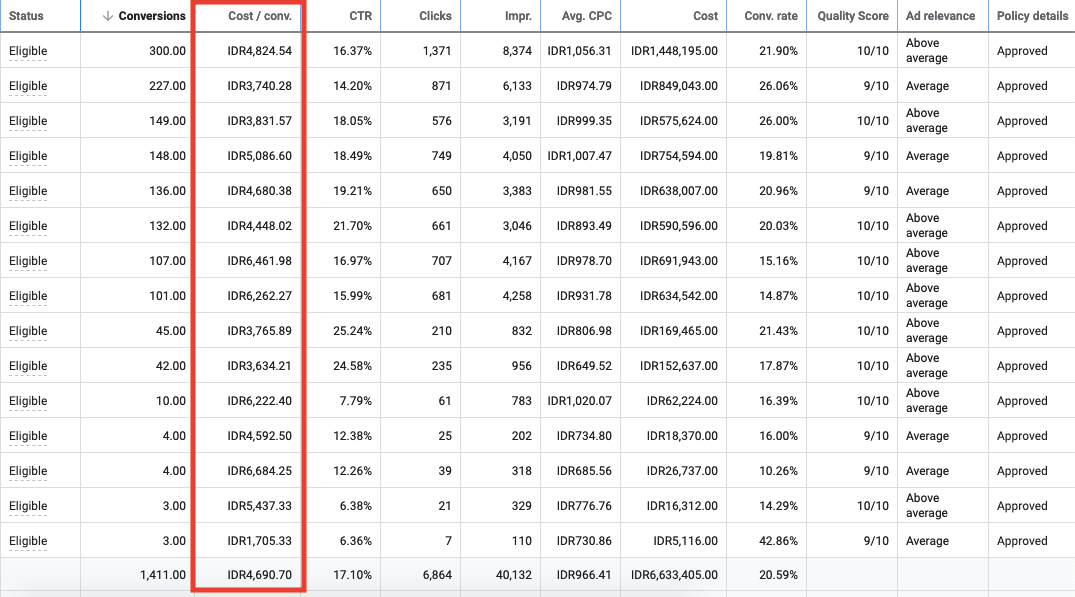 Status Conversions Cost / conv. CTR Clicks Impr. Avg. CPC Cost Conv. rate Quality Score Ad relevance Policy details
Eligible 300.00 IDR4,824.54 16.37% 1,371 8,374 IDR1,056.31 IDR1,448,195.00 21.90% 10/10 Above average Approved
Eligible 227.00 IDR3,740.28 14.20% 871 6,133 IDR974.79 IDR849,043.00 26.06% 9/10 Average Approved
Eligible 149.00 IDR3,831.57 18.05% 576 3,191 IDR999.35 IDR575,624.00 26.00% 10/10 Above average Approved
Eligible 148.00 IDR5,086.60 18.49% 749 4,050 IDR1,007.47 IDR754,594.00 19.81% 9/10 Average Approved
Eligible 136.00 IDR4,680.38 19.21% 650 3,383 IDR981.55 IDR638,007.00 20.96% 9/10 Average Approved
Eligible 132.00 IDR4,448.02 21.70% 661 3,046 IDR893.49 IDR590,596.00 20.03% 10/10 Above average Approved
Eligible 107.00 IDR6,461.98 16.97% 707 4,167 IDR978.70 IDR691,943.00 15.16% 10/10 Above average Approved
Eligible 101.00 IDR6,262.27 15.99% 681 4,258 IDR931.78 IDR634,542.00 14.87% 10/10 Above average Approved
Eligible 45.00 IDR3,765.89 25.24% 210 832 IDR806.98 IDR169,465.00 21.43% 10/10 Above average Approved
Eligible 42.00 IDR3,634.21 24.58% 235 956 IDR649.52 IDR152,637.00 17.87% 10/10 Above average Approved
Eligible 10.00 IDR6,222.40 7.79% 61 783 IDR1,020.07 IDR62,224.00 16.39% 10/10 Above average Approved
Eligible 4.00 IDR4,592.50 12.38% 25 202 IDR734.80 IDR18,370.00 16.00% 9/10 Average Approved
Eligible 4.00 IDR6,684.25 12.26% 39 318 IDR685.56 IDR26,737.00 10.26% 9/10 Average Approved
Eligible 3.00 IDR5,437.33 6.38% 21 329 IDR776.76 IDR16,312.00 14.29% 10/10 Above average Approved
Eligible 3.00 IDR1,705.33 6.36% 7 110 IDR730.86 IDR5,116.00 42.86% 9/10 Average Approved
1,411.00 IDR4,690.70 17.10% 6,864 40,132 IDR966.41 IDR6,633,405.00 20.59%